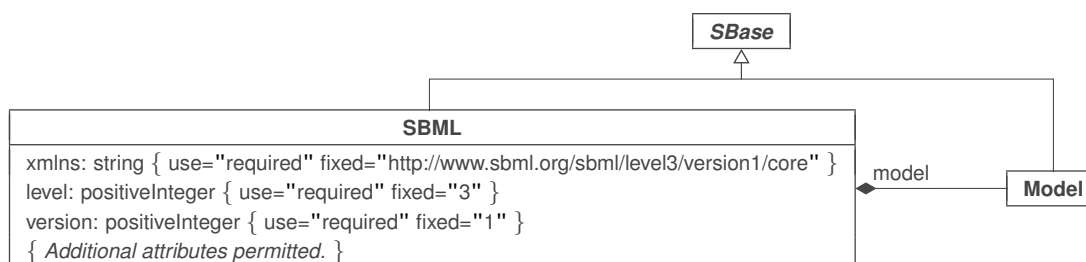 SBase
SBML
xmlns: string { use="required" fixed="http://www.sbml.org/sbml/level3/version1/core" }
level: positiveInteger { use="required" fixed="3" }
version: positiveInteger { use="required" fixed="1" }
{ Additional attributes permitted. }
model
Model